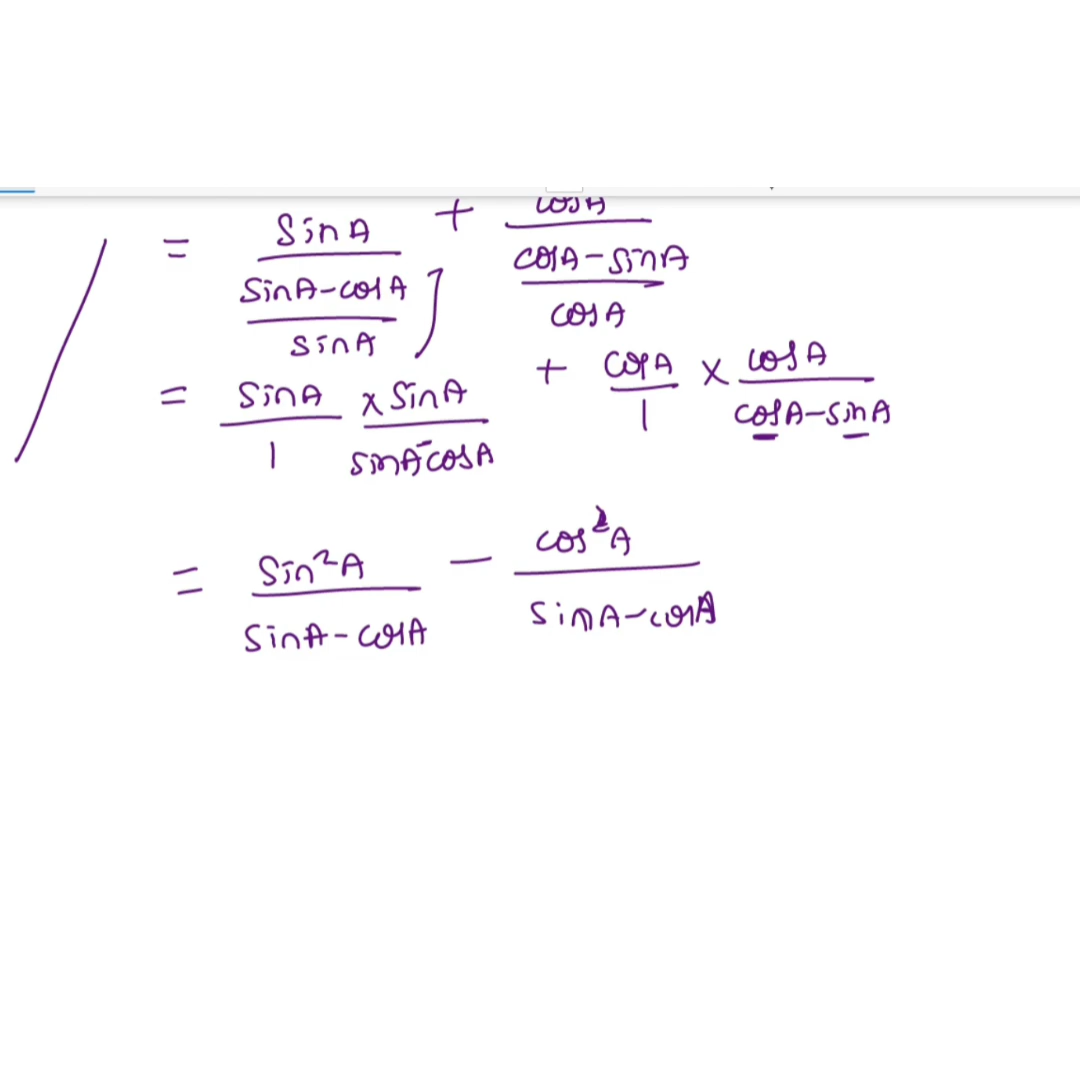 = sinA / ((sinA-cosA) / sinA) + cosA / ((cosA-sinA) / cosA)
= sinA/1 x sinA/(sinA-cosA) + cosA/1 x cosA/(cosA-sinA)
= sin²A/(sinA-cosA) - cos²A/(sinA-cosA)